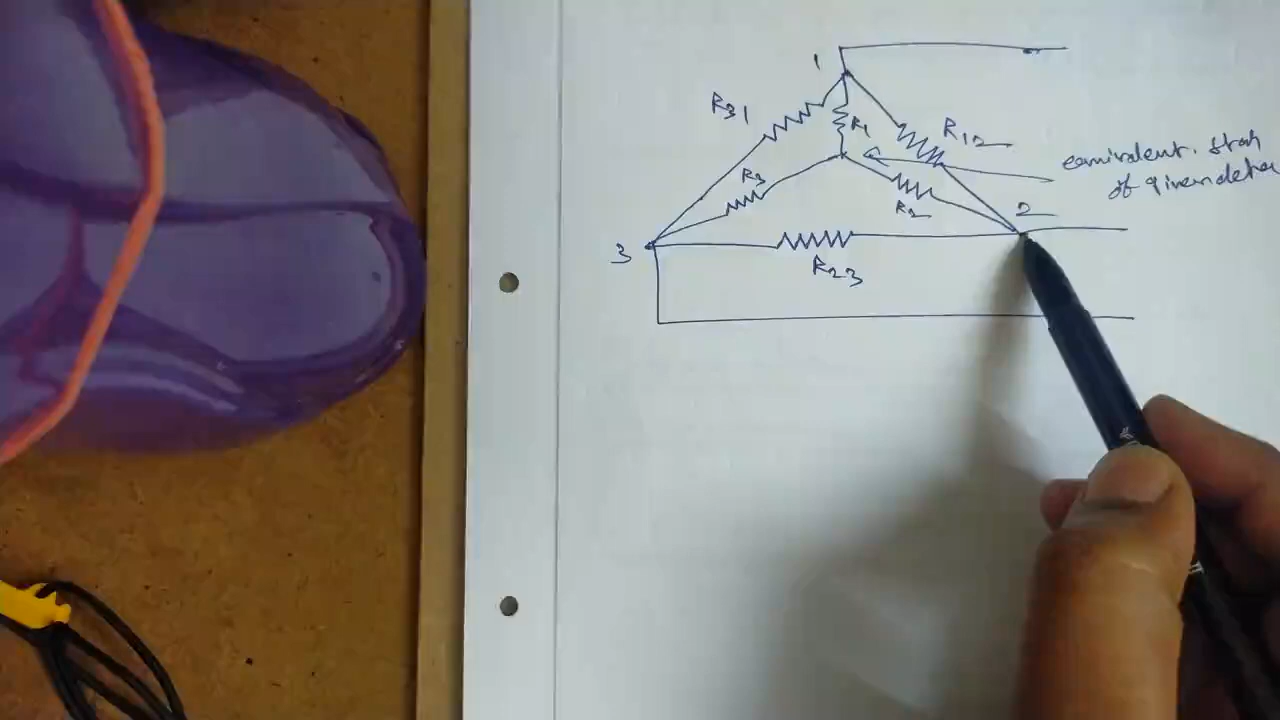 1
R31
R1
R12
equivalent. star
of given delta
R3
R2
2
3
R23